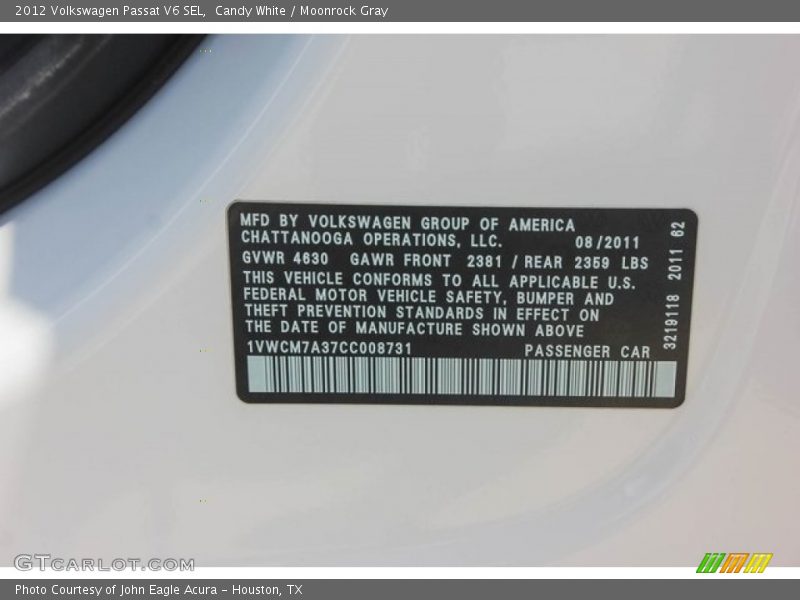 2012 Volkswagen Passat V6 SEL,  Candy White / Moonrock Gray
MFD BY VOLKSWAGEN GROUP OF AMERICA
CHATTANOOGA OPERATIONS, LLC. 08/2011
GVWR 4630 GAWR FRONT 2381 / REAR 2359 LBS
THIS VEHICLE CONFORMS TO ALL APPLICABLE U.S.
FEDERAL MOTOR VEHICLE SAFETY, BUMPER AND
THEFT PREVENTION STANDARDS IN EFFECT ON
THE DATE OF MANUFACTURE SHOWN ABOVE
1VWCM7A37CC008731 PASSENGER CAR
3219118 2011 62
GTCARLOT.COM
Photo Courtesy of John Eagle Acura - Houston, TX